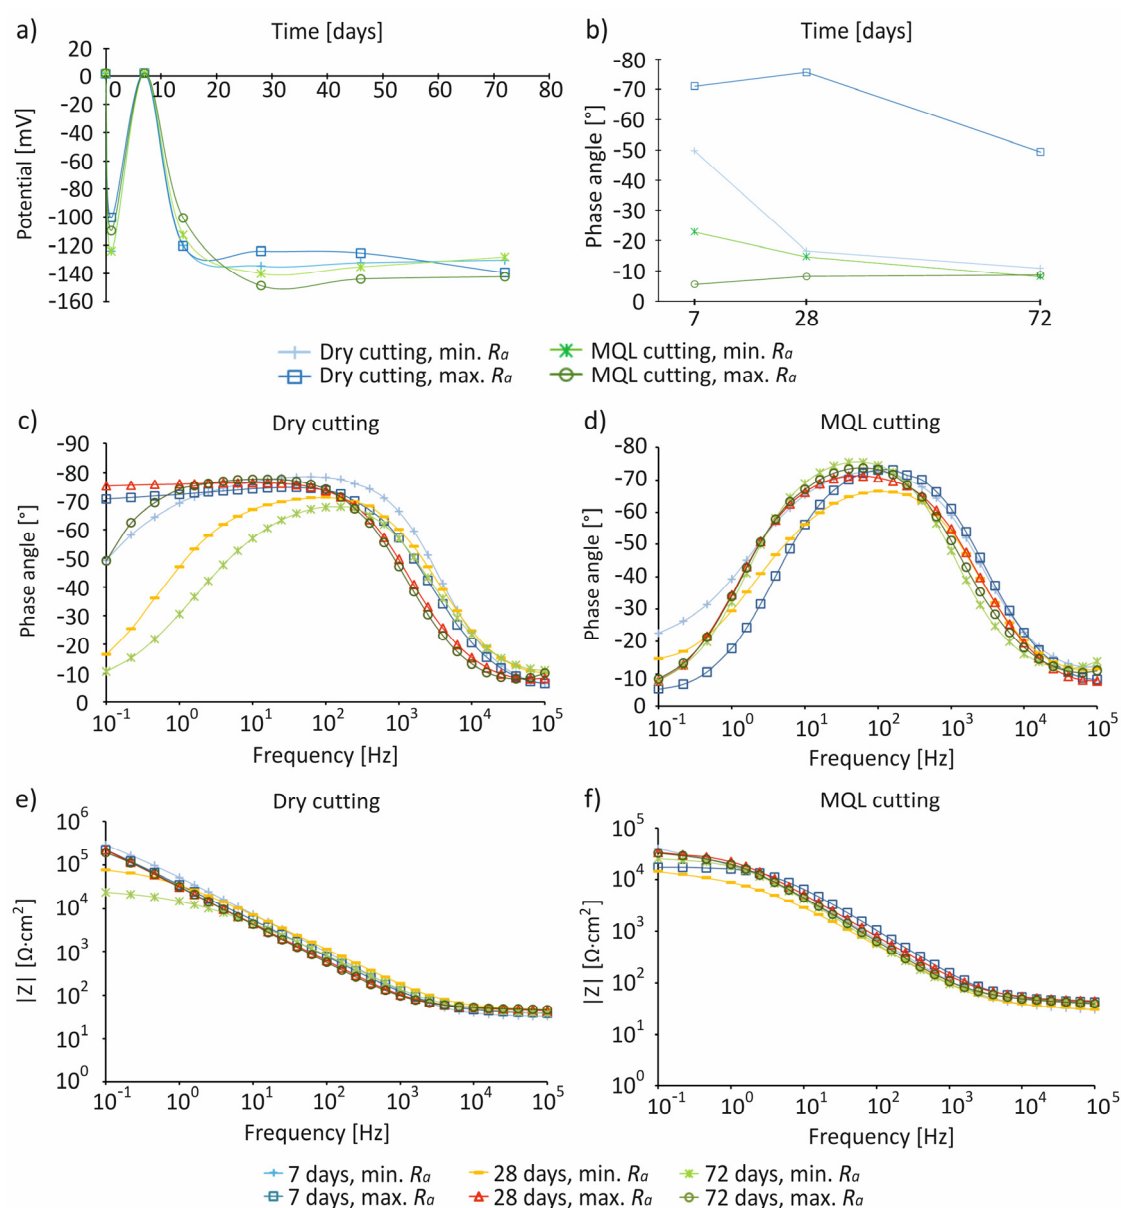 a)
Time [days]
20
0
-20
-40
-60
-80
-100
-120
-140
-160
Potential [mV]
0 10 20 30 40 50 60 70 80
b)
Time [days]
-80
-70
-60
-50
-40
-30
-20
-10
0
Phase angle [°]
7 28 72
Dry cutting, min. Ra
MQL cutting, min. Ra
Dry cutting, max. Ra
MQL cutting, max. Ra
c)
Dry cutting
-90
-80
-70
-60
-50
-40
-30
-20
-10
0
Phase angle [°]
10-1 100 101 102 103 104 105
Frequency [Hz]
d)
MQL cutting
-80
-70
-60
-50
-40
-30
-20
-10
0
Phase angle [°]
10-1 100 101 102 103 104 105
Frequency [Hz]
e)
Dry cutting
106
105
104
103
102
101
100
|Z| [Ω·cm2]
10-1 100 101 102 103 104 105
Frequency [Hz]
f)
MQL cutting
105
104
103
102
101
100
|Z| [Ω·cm2]
10-1 100 101 102 103 104 105
Frequency [Hz]
7 days, min. Ra
28 days, min. Ra
72 days, min. Ra
7 days, max. Ra
28 days, max. Ra
72 days, max. Ra